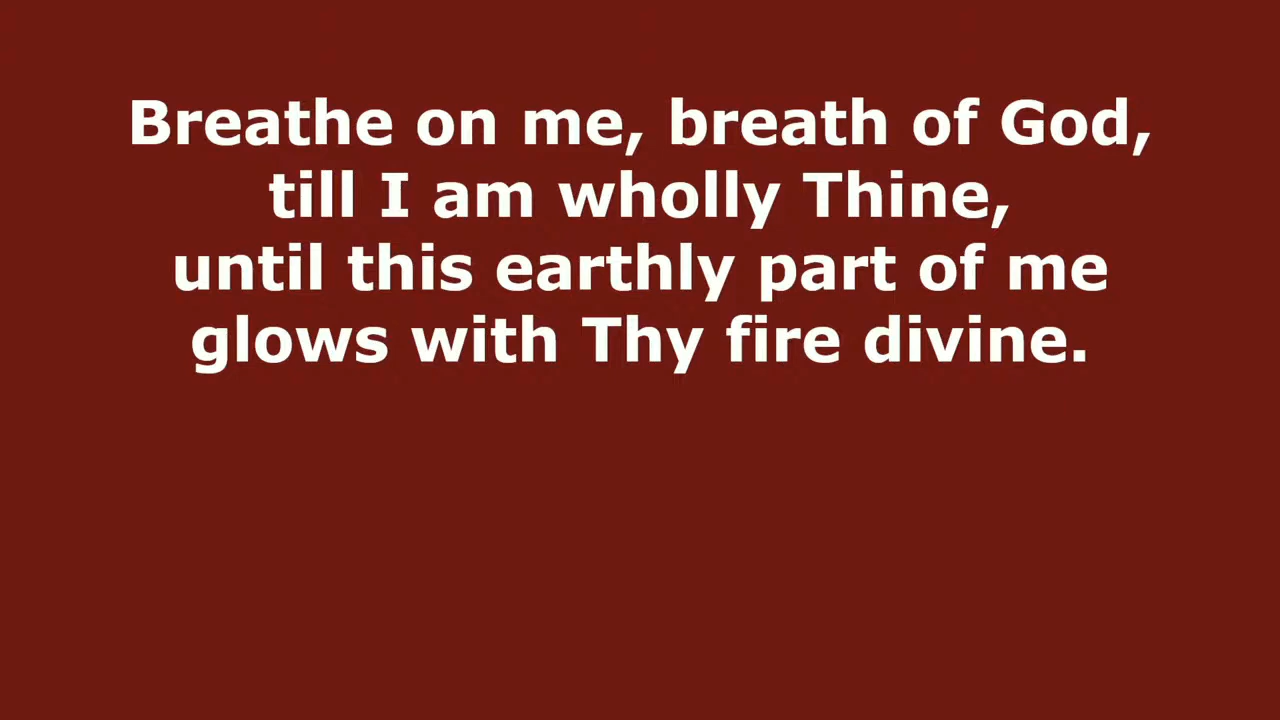 Breathe on me, breath of God,
till I am wholly Thine,
until this earthly part of me
glows with Thy fire divine.